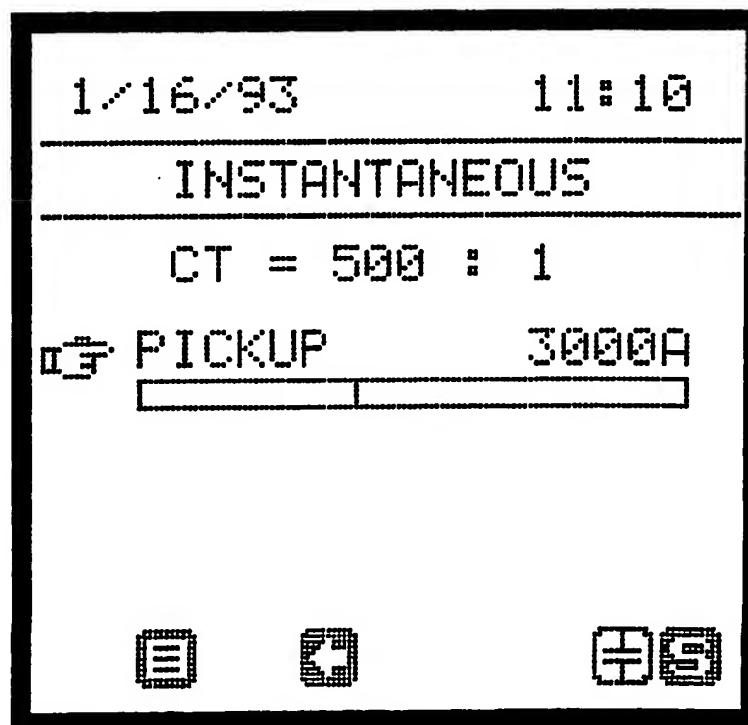 1/16/93 11:10
INSTANTANEOUS
CT = 500 : 1
PICKUP 3000A